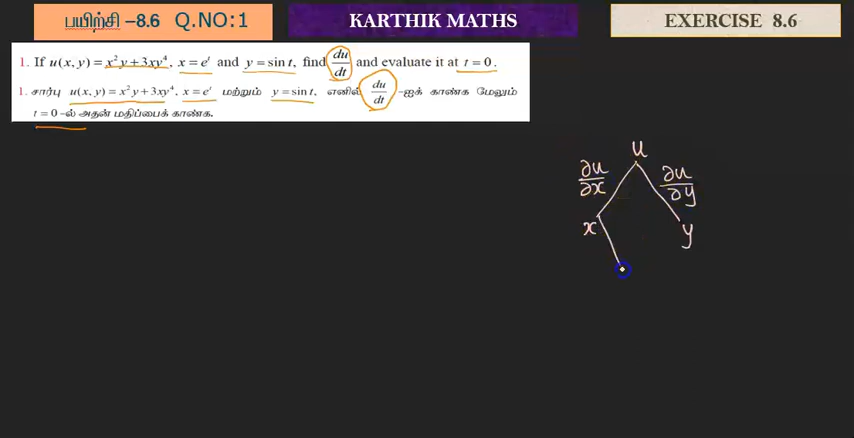 பயிற்சி –8.6 Q.NO:1
KARTHIK MATHS
EXERCISE 8.6
1. If u(x, y) = x²y + 3xy⁴, x = eᵗ and y = sin t, find du/dt and evaluate it at t = 0.
1. சார்பு u(x, y) = x²y + 3xy⁴, x = eᵗ மற்றும் y = sin t, எனில் du/dt -ஐக் காண்க மேலும்
t = 0 -ல் அதன் மதிப்பைக் காண்க.
u
∂u/∂x ∂u/∂y
x y